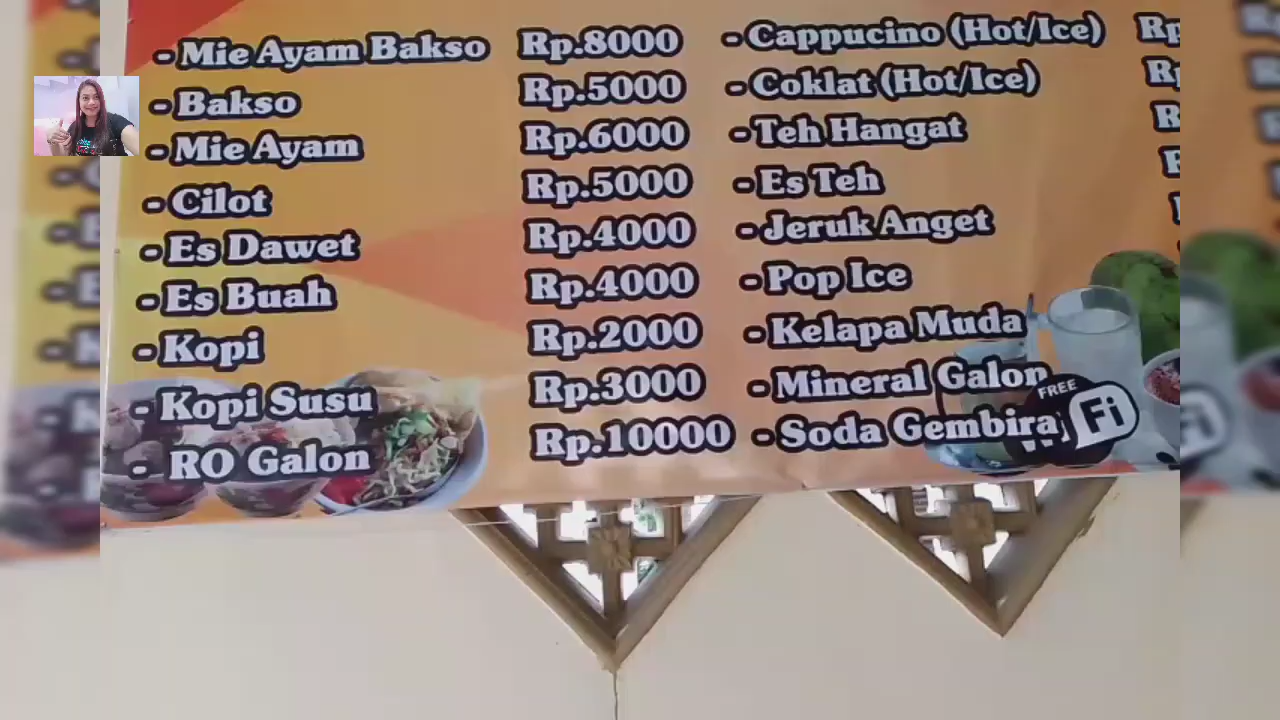 - Mie Ayam Bakso Rp.8000
- Bakso Rp.5000
- Mie Ayam Rp.6000
- Cilot Rp.5000
- Es Dawet Rp.4000
- Es Buah Rp.4000
- Kopi Rp.2000
- Kopi Susu Rp.3000
- RO Galon Rp.10000
- Cappucino (Hot/Ice) Rp
- Coklat (Hot/Ice)
- Teh Hangat
- Es Teh
- Jeruk Anget
- Pop Ice
- Kelapa Muda
- Mineral Galon
- Soda Gembira
FREE
Fi